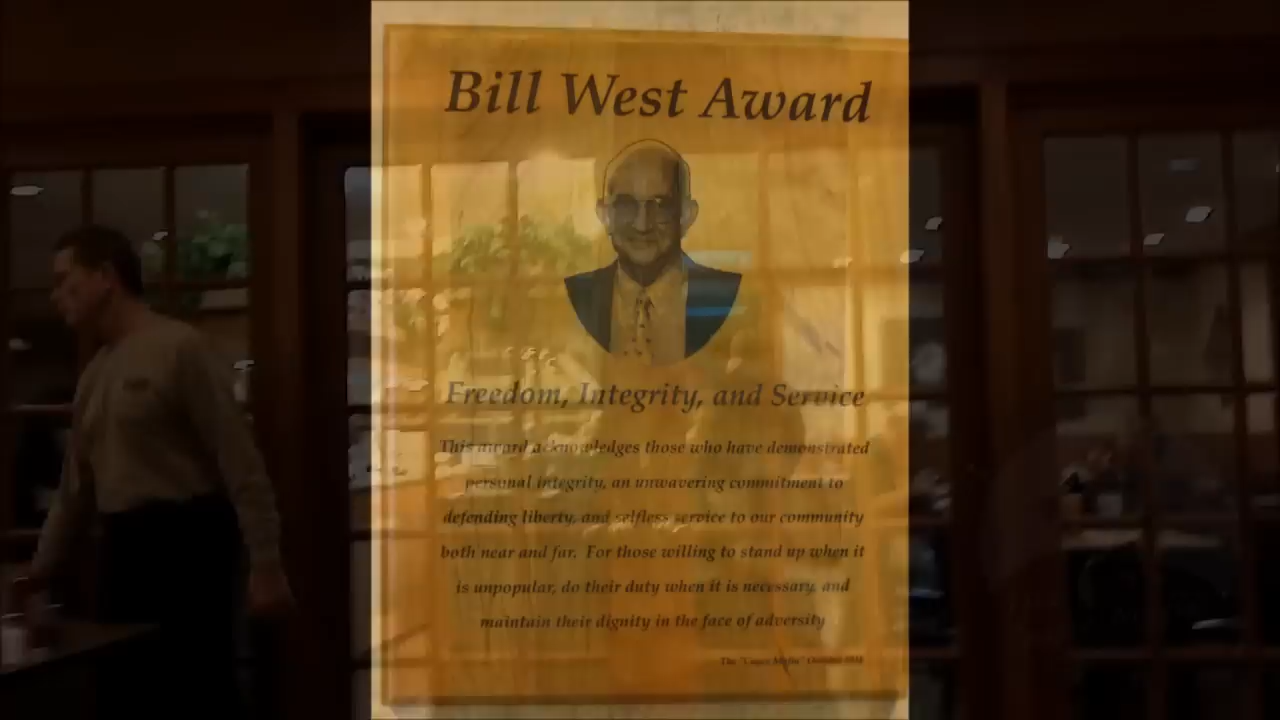 Bill West Award
Freedom, Integrity, and Service
This award acknowledges those who have demonstrated
personal integrity, an unwavering commitment to
defending liberty, and selfless service to our community
both near and far. For those willing to stand up when it
is unpopular, do their duty when it is necessary, and
maintain their dignity in the face of adversity
The